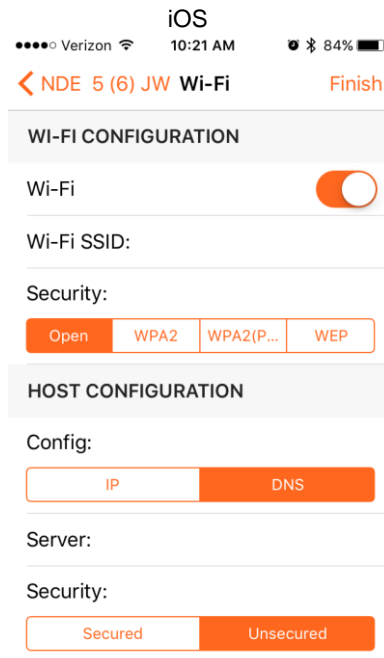 iOS
Verizon 10:21 AM 84%
NDE 5 (6) JW Wi-Fi Finish
WI-FI CONFIGURATION
Wi-Fi
Wi-Fi SSID:
Security:
Open WPA2 WPA2(P... WEP
HOST CONFIGURATION
Config:
IP DNS
Server:
Security:
Secured Unsecured